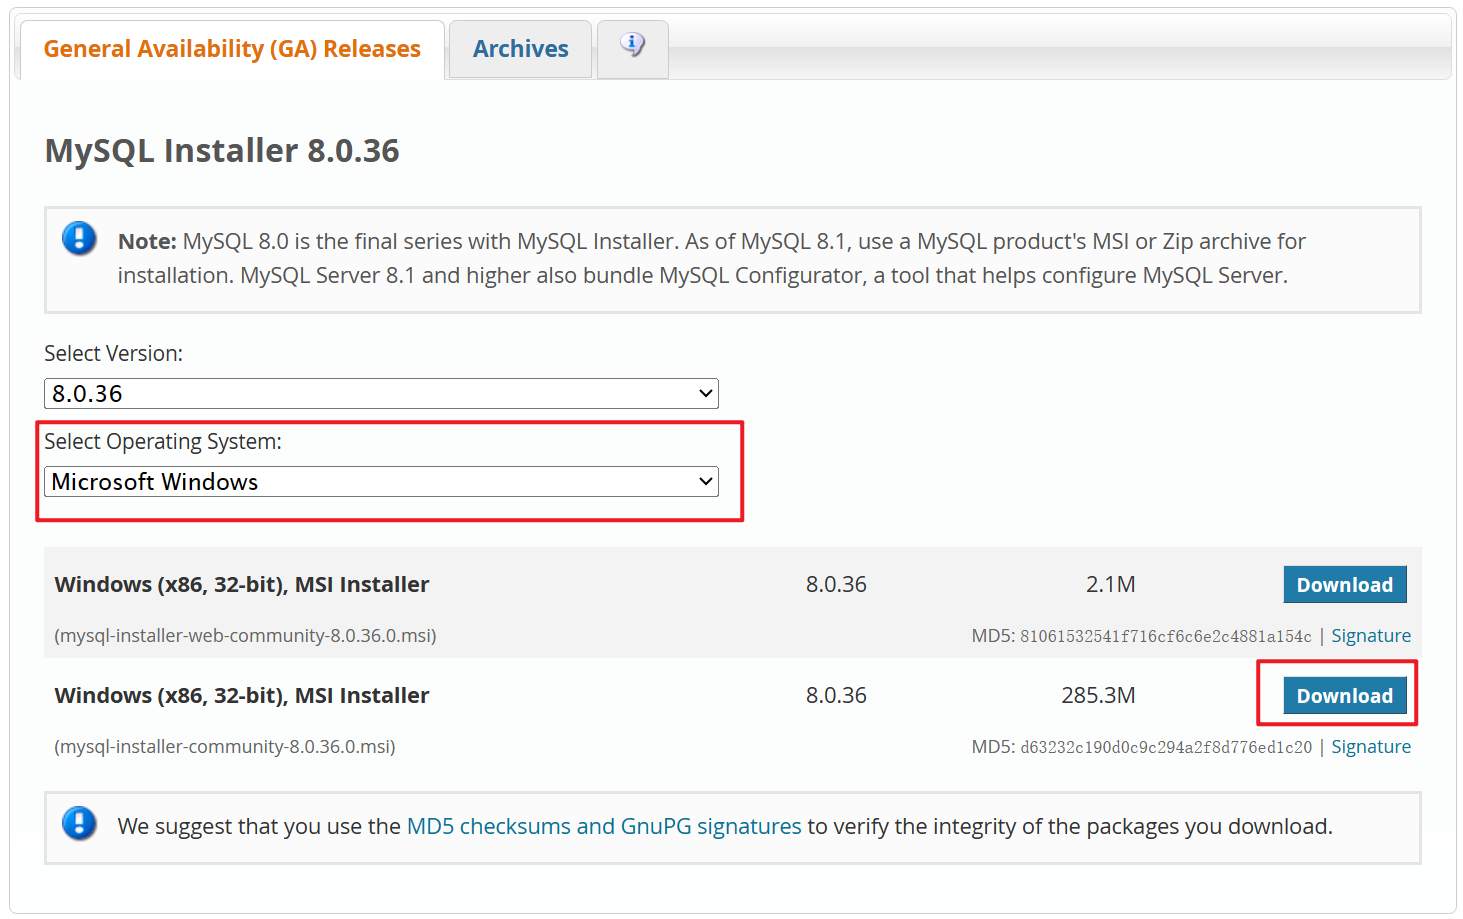 General Availability (GA) Releases
Archives
MySQL Installer 8.0.36
Note: MySQL 8.0 is the final series with MySQL Installer. As of MySQL 8.1, use a MySQL product's MSI or Zip archive for
installation. MySQL Server 8.1 and higher also bundle MySQL Configurator, a tool that helps configure MySQL Server.
Select Version:
8.0.36
Select Operating System:
Microsoft Windows
Windows (x86, 32-bit), MSI Installer 8.0.36 2.1M Download
(mysql-installer-web-community-8.0.36.0.msi) MD5: 81061532541f716cf6c6e2c4881a154c | Signature
Windows (x86, 32-bit), MSI Installer 8.0.36 285.3M Download
(mysql-installer-community-8.0.36.0.msi) MD5: d63232c190d0c9c294a2f8d776ed1c20 | Signature
We suggest that you use the MD5 checksums and GnuPG signatures to verify the integrity of the packages you download.